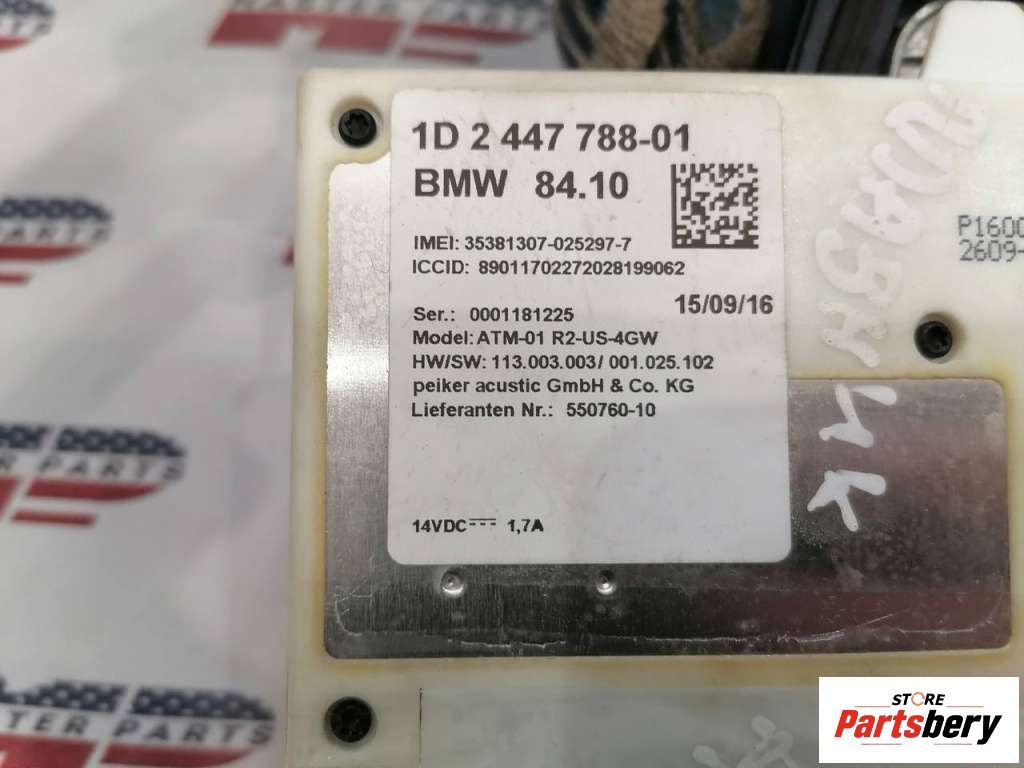 1D 2 447 788-01
BMW 84.10
IMEI: 35381307-025297-7
ICCID: 89011702272028199062
15/09/16
Ser.: 0001181225
Model: ATM-01 R2-US-4GW
HW/SW: 113.003.003/ 001.025.102
peiker acustic GmbH & Co. KG
Lieferanten Nr.: 550760-10
14VDC 1,7A
P1600
2609-
STORE
Partsbery
MASTER PARTS